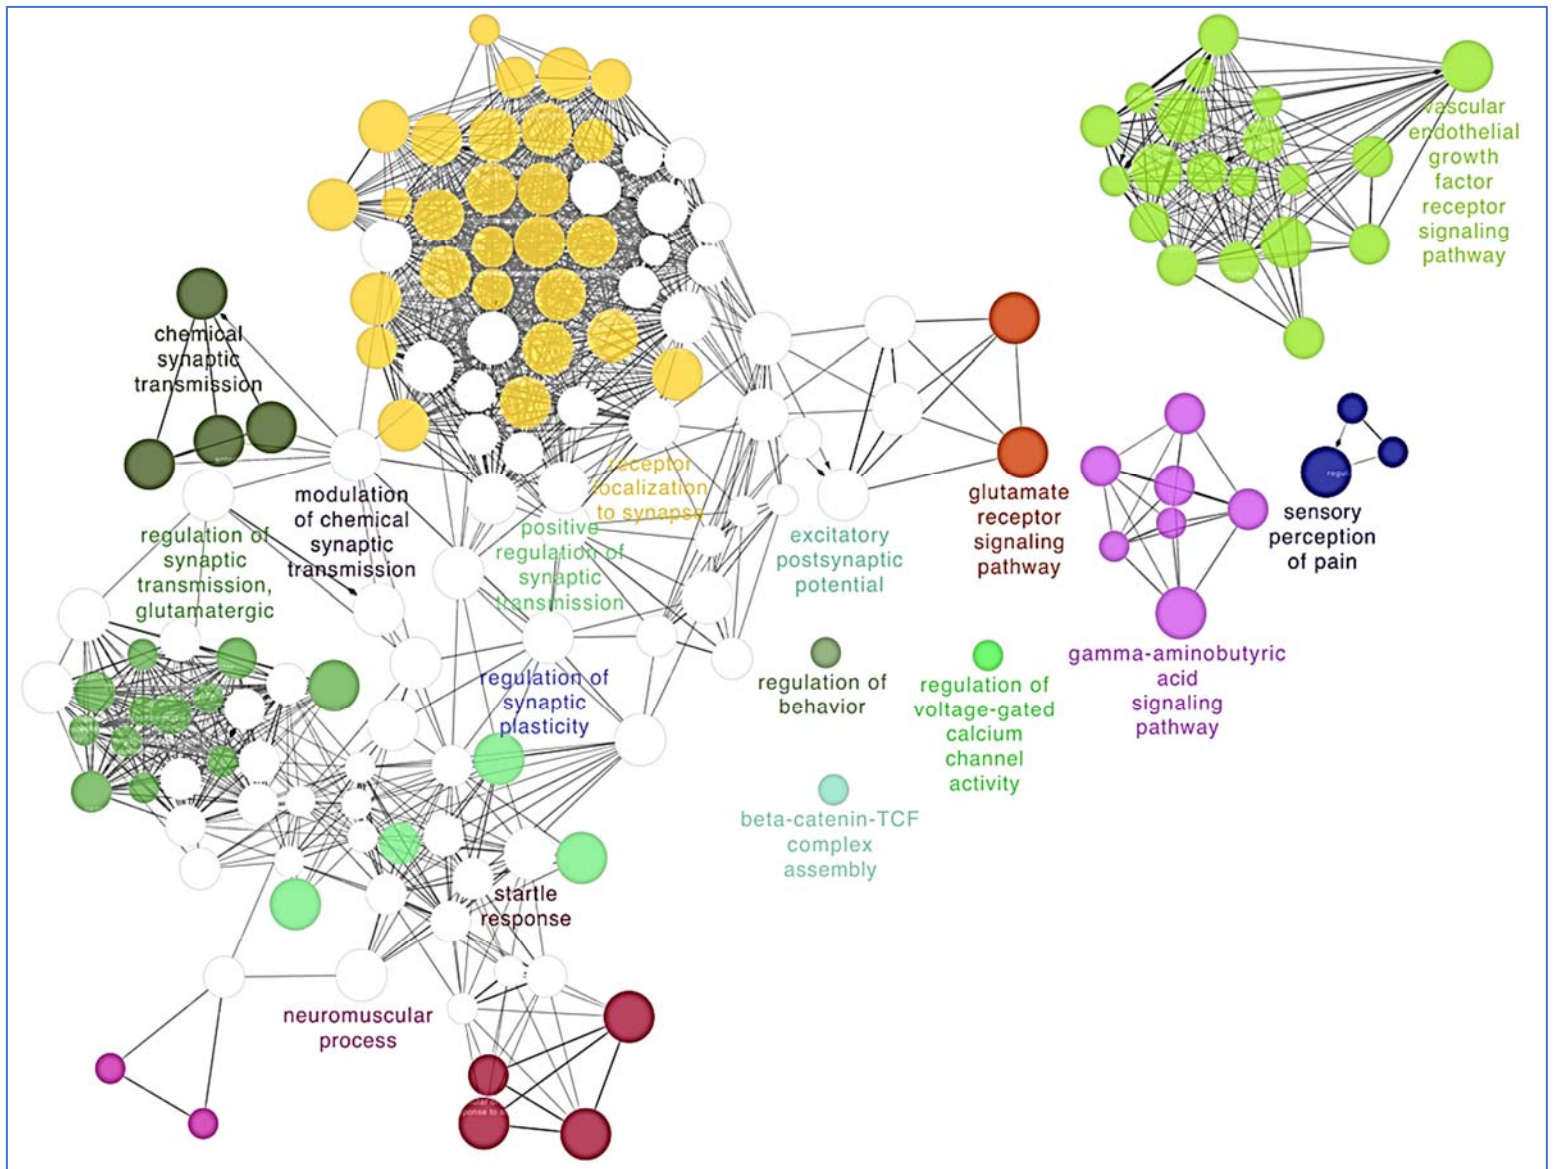 vascular
endothelial
growth
factor
receptor
signaling
pathway
chemical
synaptic
transmission
receptor
localization
to synapse
modulation
of chemical
synaptic
transmission
glutamate
receptor
signaling
pathway
sensory
perception
of pain
positive
regulation of
synaptic
transmission
regulation of
synaptic
transmission,
glutamatergic
excitatory
postsynaptic
potential
gamma-aminobutyric
acid
signaling
pathway
regulation of
synaptic
plasticity
regulation of
behavior
regulation of
voltage-gated
calcium
channel
activity
beta-catenin-TCF
complex
assembly
startle
response
neuromuscular
process